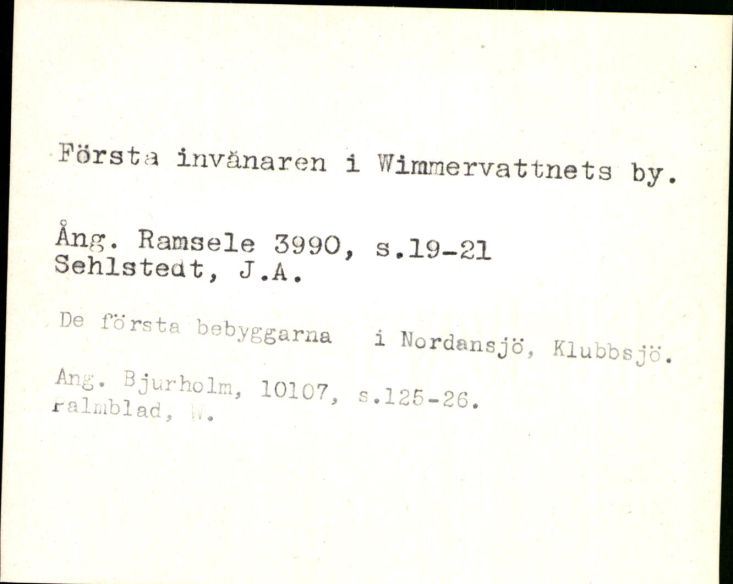 Första invånaren i Wimmervattnets by.
Ång. Ramsele 3990, s.19-21
Sehlstedt, J.A.
De första bebyggarna i Nordansjö, Klubbsjö.
Ång. Bjurholm, 10107, s.125-26.
Palmblad, W.